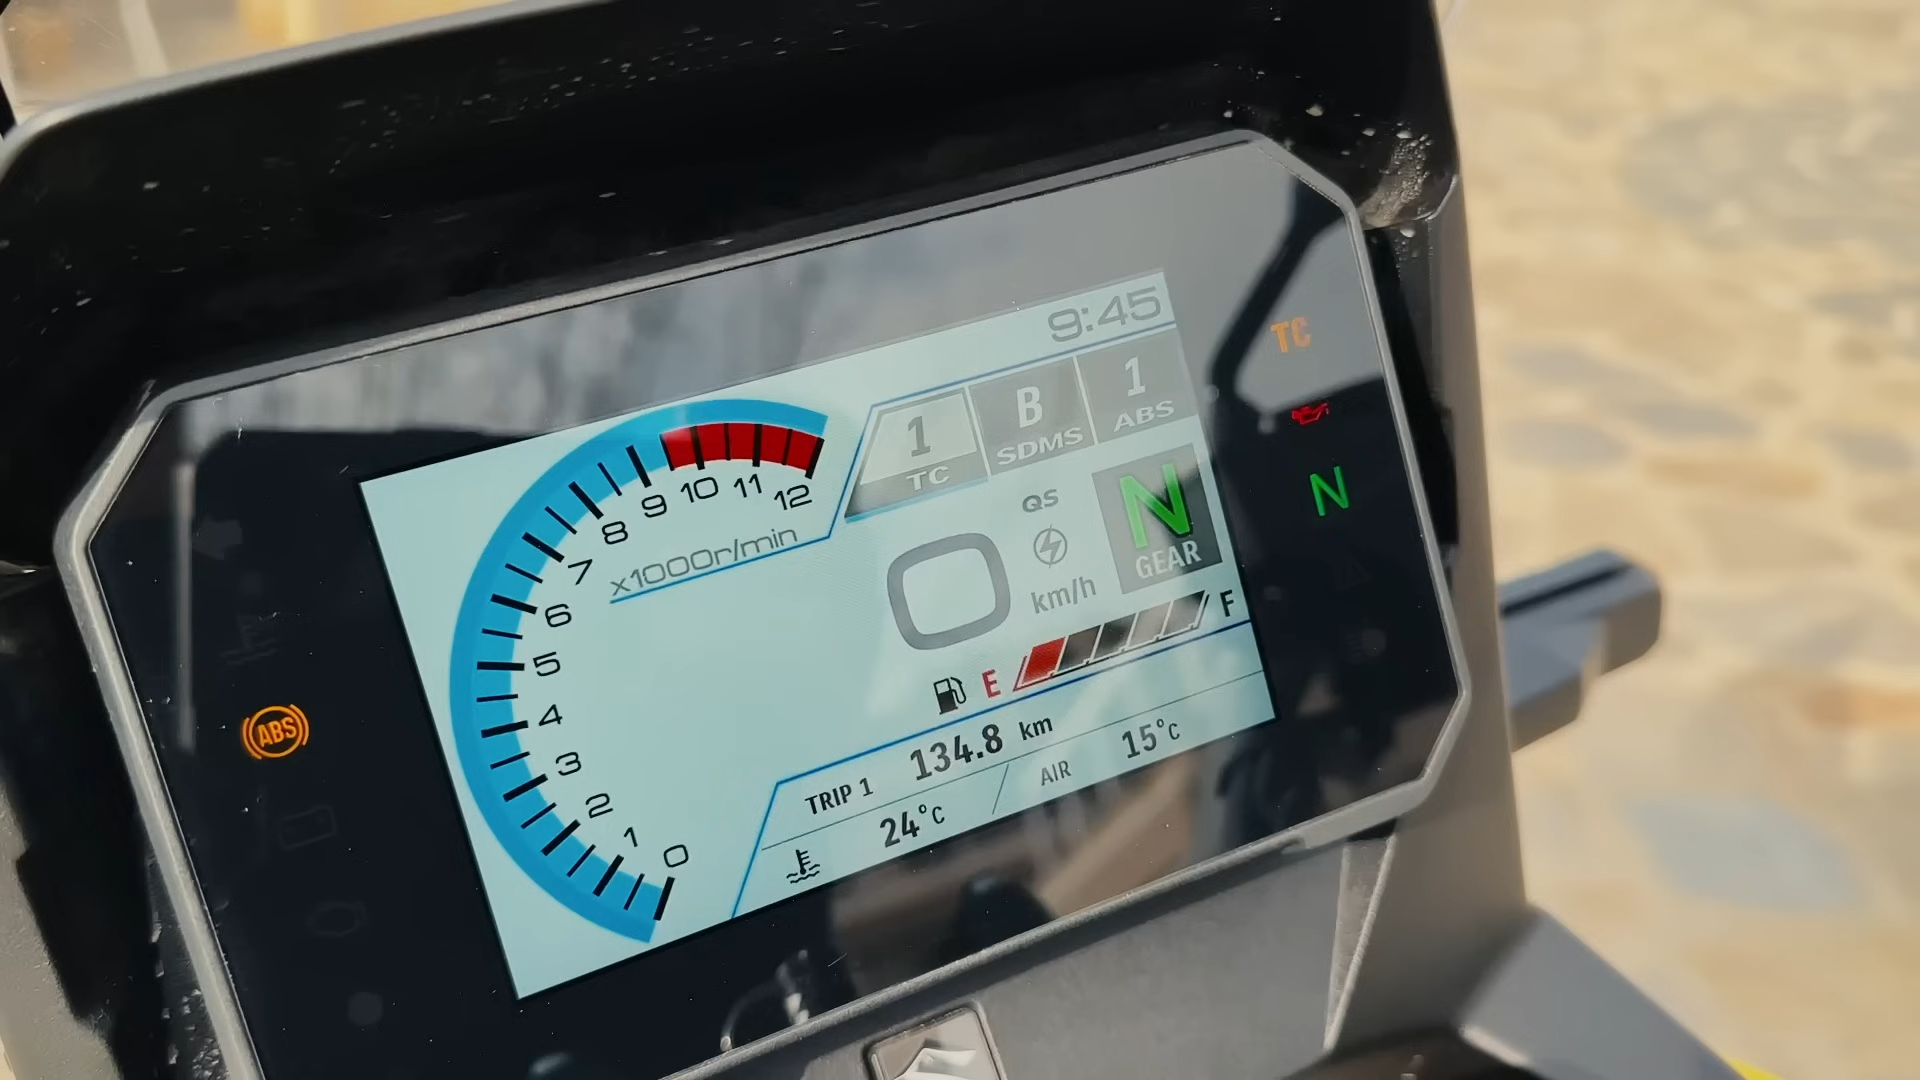 9:45
TC
1
TC
B
SDMS
1
ABS
12
11
10
9
8
7
6
5
4
3
2
1
0
x1000r/min
QS
N
GEAR
N
0
km/h
E
F
ABS
TRIP 1 134.8 km
24°C
AIR 15°C